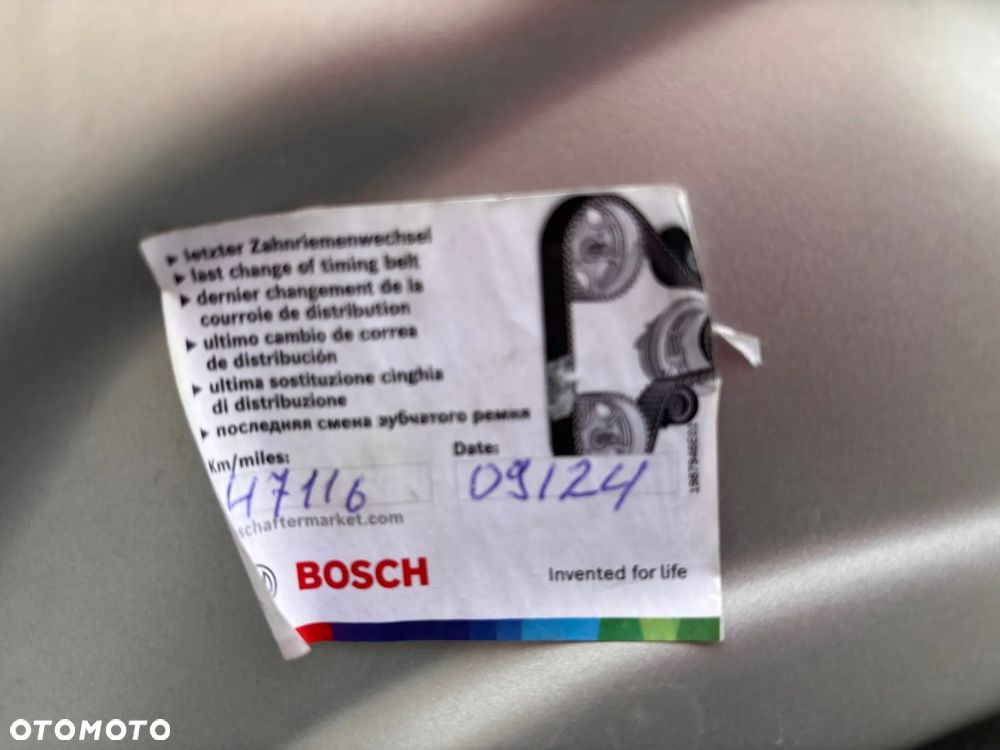 ▸ letzter Zahnriemenwechsel
▸ last change of timing belt
▸ dernier changement de la
courroie de distribution
▸ ultimo cambio de correa
de distribución
▸ ultima sostituzione cinghia
di distribuzione
▸ последняя смена зубчатого ремня
Km/miles:
Date:
47116
09/24
schaftermarket.com
BOSCH
Invented for life
OTOMOTO